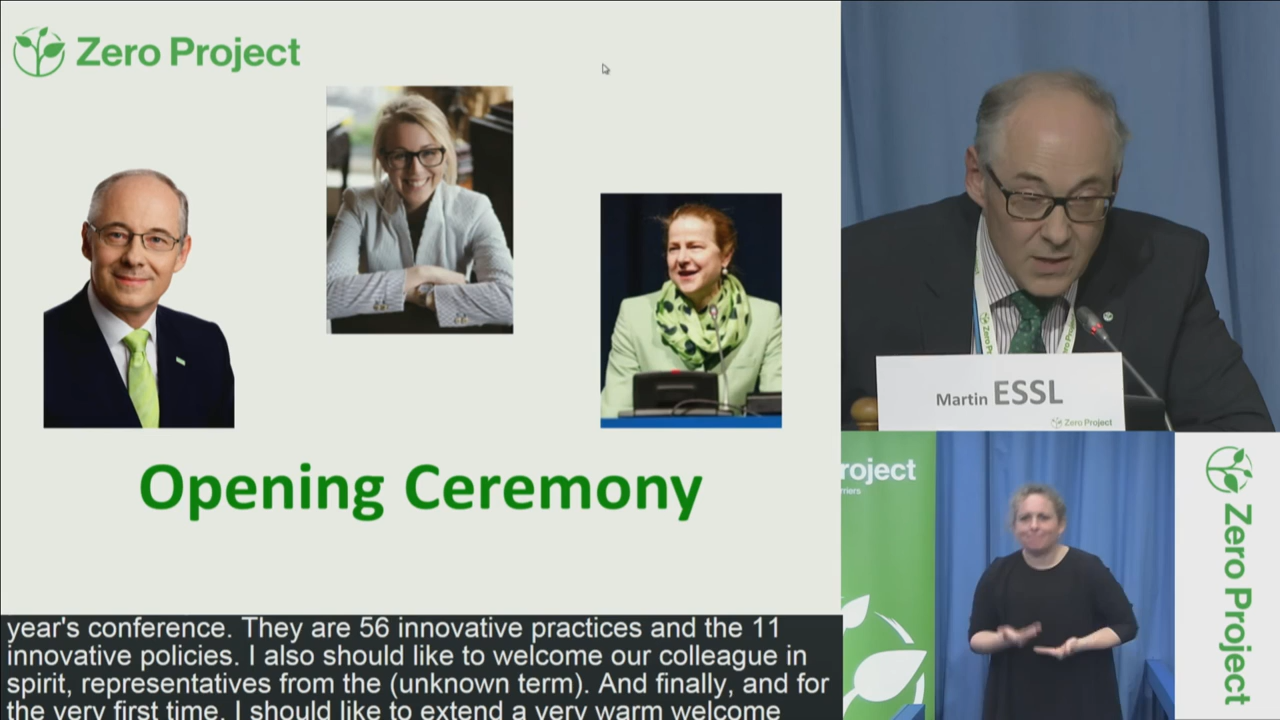 Zero Project
Opening Ceremony
year's conference. They are 56 innovative practices and the 11
innovative policies. I also should like to welcome our colleague in
spirit, representatives from the (unknown term). And finally, and for
the very first time, I should like to extend a very warm welcome
Martin ESSL
Zero Project
roject
rriers
Zero Project